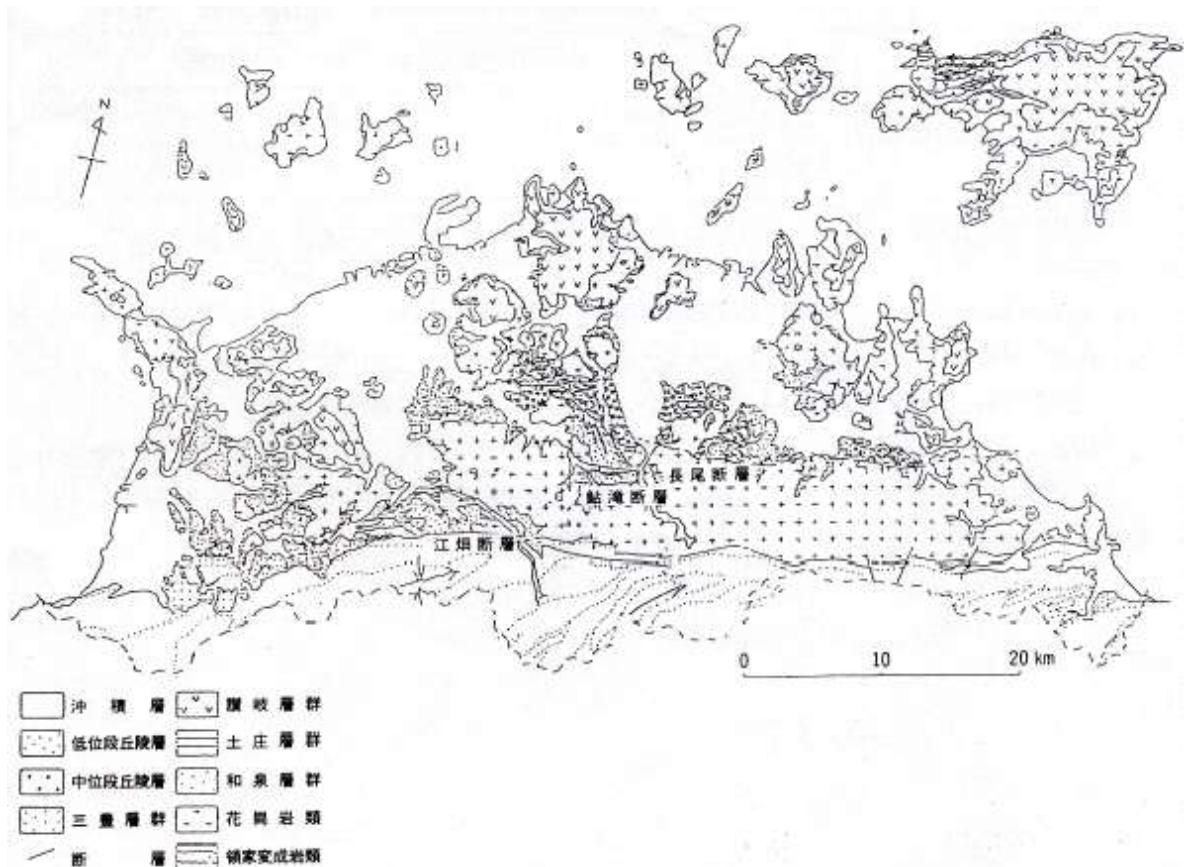 N
1
②
長尾断層
鮎滝断層
江畑断層
0 10 20 km
沖積層 讃岐層群
低位段丘陵層 土庄層群
中位段丘陵層 和泉層群
三豊層群 花崗岩類
断層 領家変成岩類